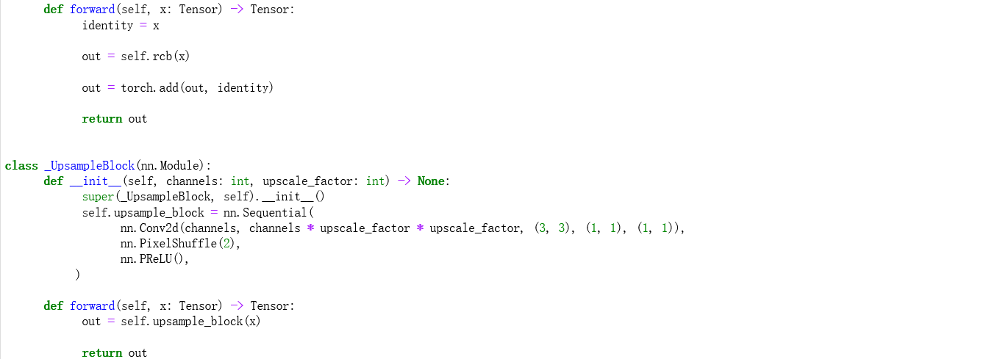 def forward(self, x: Tensor) -> Tensor:
identity = x
out = self.rcb(x)
out = torch.add(out, identity)
return out
class _UpsampleBlock(nn.Module):
def __init__(self, channels: int, upscale_factor: int) -> None:
super(_UpsampleBlock, self).__init__()
self.upsample_block = nn.Sequential(
nn.Conv2d(channels, channels * upscale_factor * upscale_factor, (3, 3), (1, 1), (1, 1)),
nn.PixelShuffle(2),
nn.PReLU(),
)
def forward(self, x: Tensor) -> Tensor:
out = self.upsample_block(x)
return out